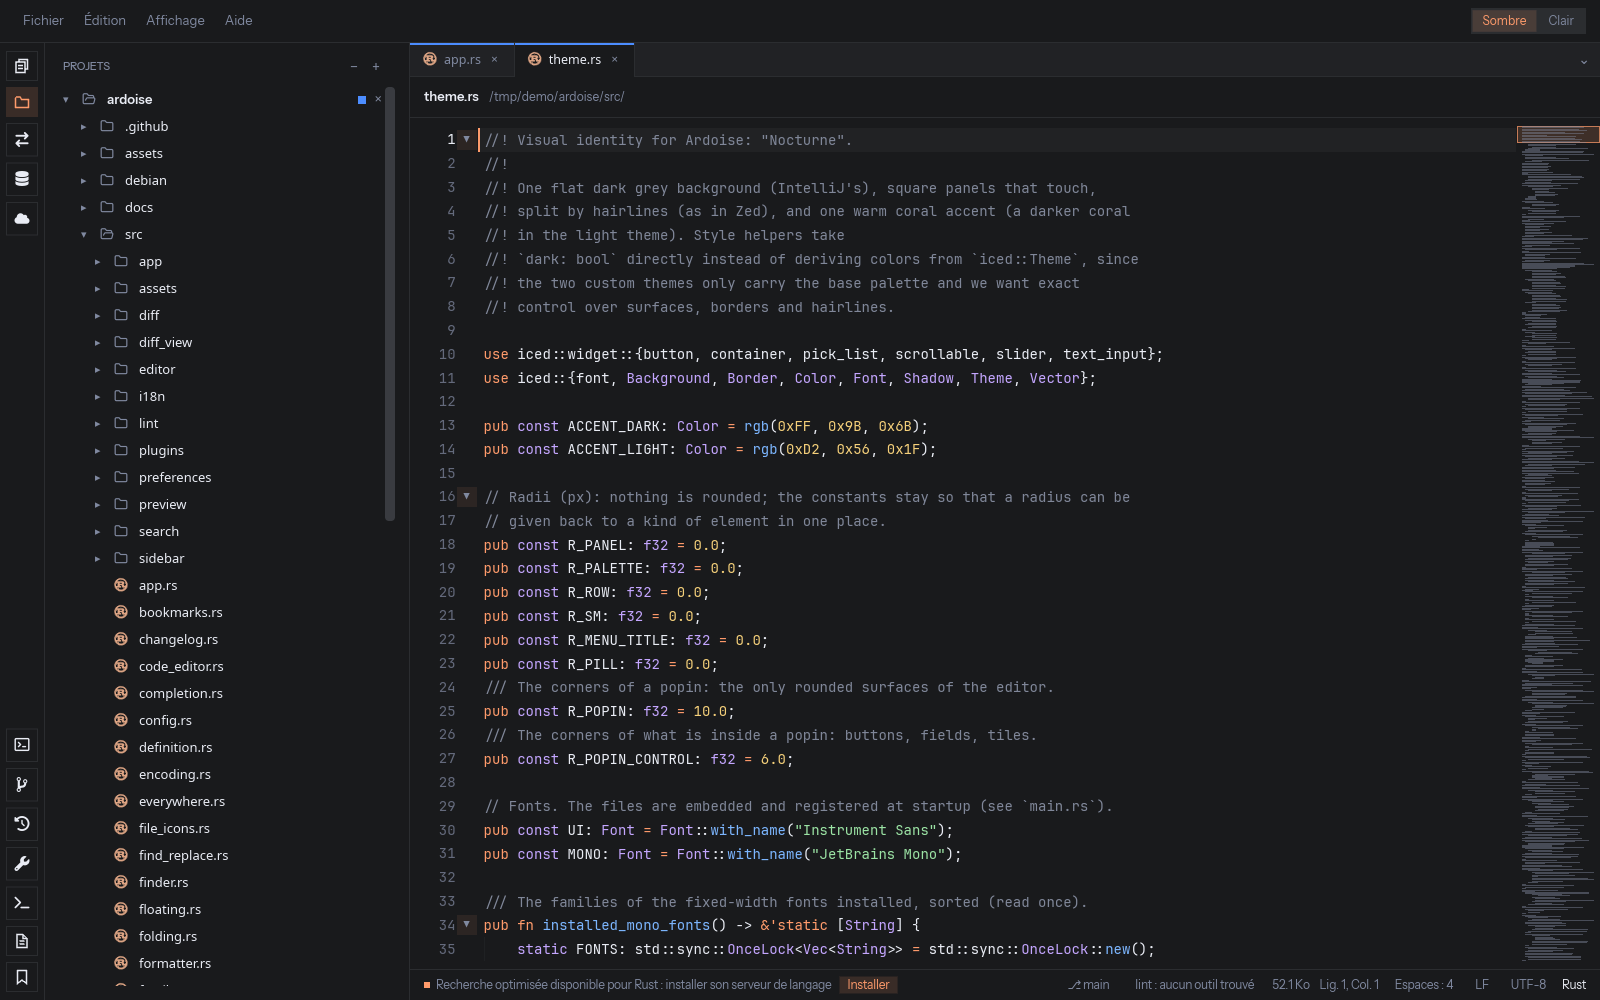 Fichier Édition Affichage Aide
Sombre Clair
PROJETS − +
ardoise ×
.github
assets
debian
docs
src
app
assets
diff
diff_view
editor
i18n
lint
plugins
preferences
preview
search
sidebar
app.rs
bookmarks.rs
changelog.rs
code_editor.rs
completion.rs
config.rs
definition.rs
encoding.rs
everywhere.rs
file_icons.rs
find_replace.rs
finder.rs
floating.rs
folding.rs
formatter.rs
app.rs × theme.rs ×
theme.rs /tmp/demo/ardoise/src/
1 //! Visual identity for Ardoise: "Nocturne".
2 //!
3 //! One flat dark grey background (IntelliJ's), square panels that touch,
4 //! split by hairlines (as in Zed), and one warm coral accent (a darker coral
5 //! in the light theme). Style helpers take
6 //! `dark: bool` directly instead of deriving colors from `iced::Theme`, since
7 //! the two custom themes only carry the base palette and we want exact
8 //! control over surfaces, borders and hairlines.
9
10 use iced::widget::{button, container, pick_list, scrollable, slider, text_input};
11 use iced::{font, Background, Border, Color, Font, Shadow, Theme, Vector};
12
13 pub const ACCENT_DARK: Color = rgb(0xFF, 0x9B, 0x6B);
14 pub const ACCENT_LIGHT: Color = rgb(0xD2, 0x56, 0x1F);
15
16 // Radii (px): nothing is rounded; the constants stay so that a radius can be
17 // given back to a kind of element in one place.
18 pub const R_PANEL: f32 = 0.0;
19 pub const R_PALETTE: f32 = 0.0;
20 pub const R_ROW: f32 = 0.0;
21 pub const R_SM: f32 = 0.0;
22 pub const R_MENU_TITLE: f32 = 0.0;
23 pub const R_PILL: f32 = 0.0;
24 /// The corners of a popin: the only rounded surfaces of the editor.
25 pub const R_POPIN: f32 = 10.0;
26 /// The corners of what is inside a popin: buttons, fields, tiles.
27 pub const R_POPIN_CONTROL: f32 = 6.0;
28
29 // Fonts. The files are embedded and registered at startup (see `main.rs`).
30 pub const UI: Font = Font::with_name("Instrument Sans");
31 pub const MONO: Font = Font::with_name("JetBrains Mono");
32
33 /// The families of the fixed-width fonts installed, sorted (read once).
34 pub fn installed_mono_fonts() -> &'static [String] {
35 static FONTS: std::sync::OnceLock<Vec<String>> = std::sync::OnceLock::new();
Recherche optimisée disponible pour Rust : installer son serveur de langage Installer main lint : aucun outil trouvé 52.1 Ko Lig. 1, Col. 1 Espaces : 4 LF UTF-8 Rust